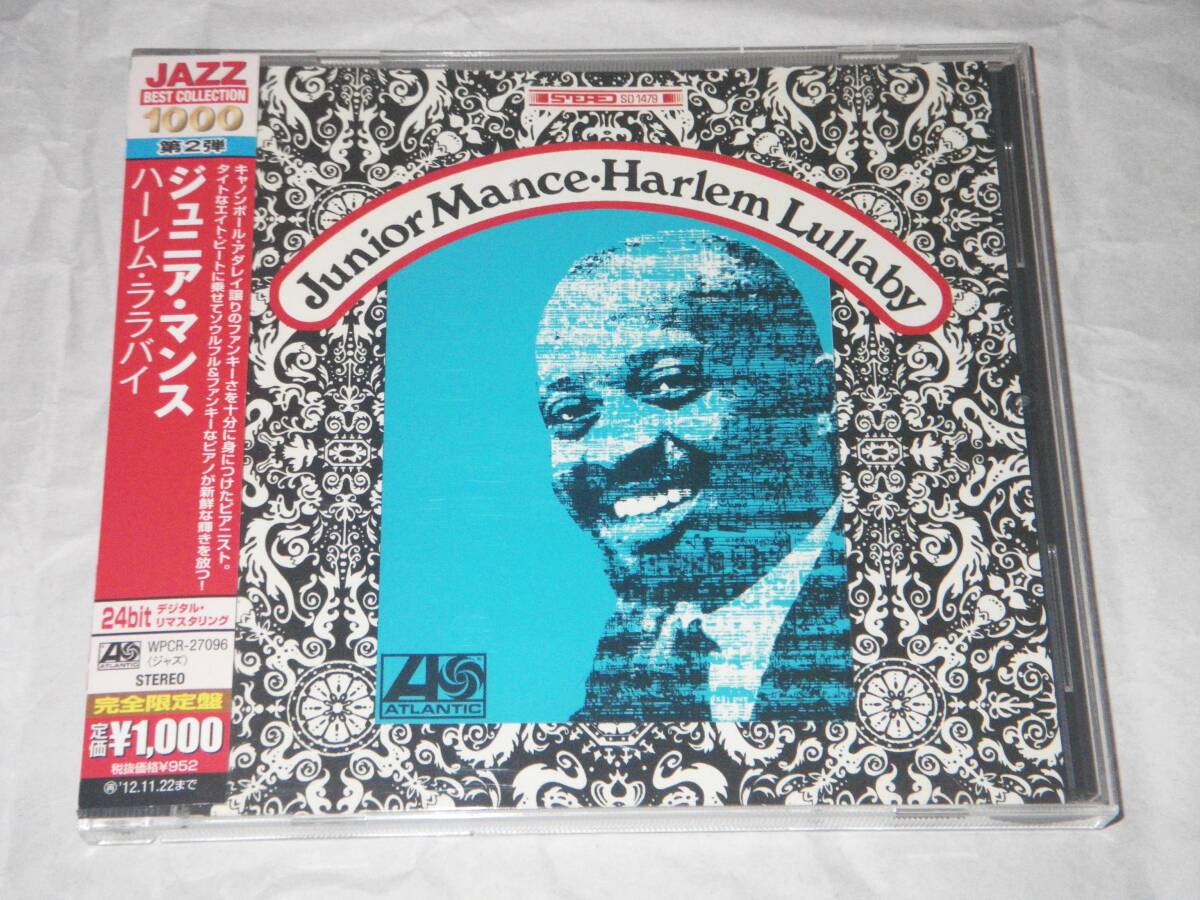 JAZZ
BEST COLLECTION
1000
第2弾
キャノンボール・アダレイ譲りのファンキーさを十分に身につけたピアニスト。
タイトなエイト・ビートに乗せてソウルフル&ファンキーなピアノが新鮮な輝きを放つ!
ジュニア・マンス
ハーレム・ララバイ
24bit デジタル・
リマスタリング
ATLANTIC
WPCR-27096
〈ジャズ〉
STEREO
完全限定盤
定価¥1,000
税抜価格¥952
再'12.11.22まで
STEREO SD 1479
Junior Mance・Harlem Lullaby
ATLANTIC